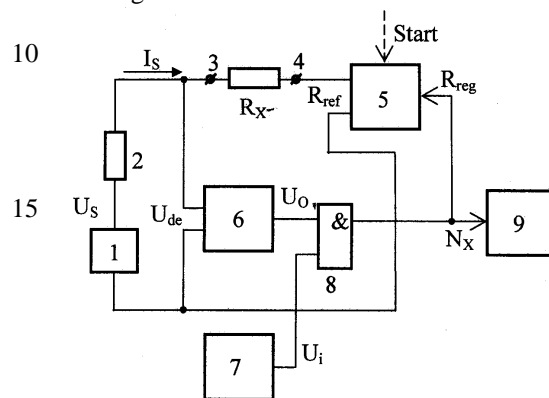 10
Start
I_S
3
4
R_X
R_ref
5
R_reg
2
15
U_S
U_de
6
U_O
&
1
N_X
9
8
7
U_i